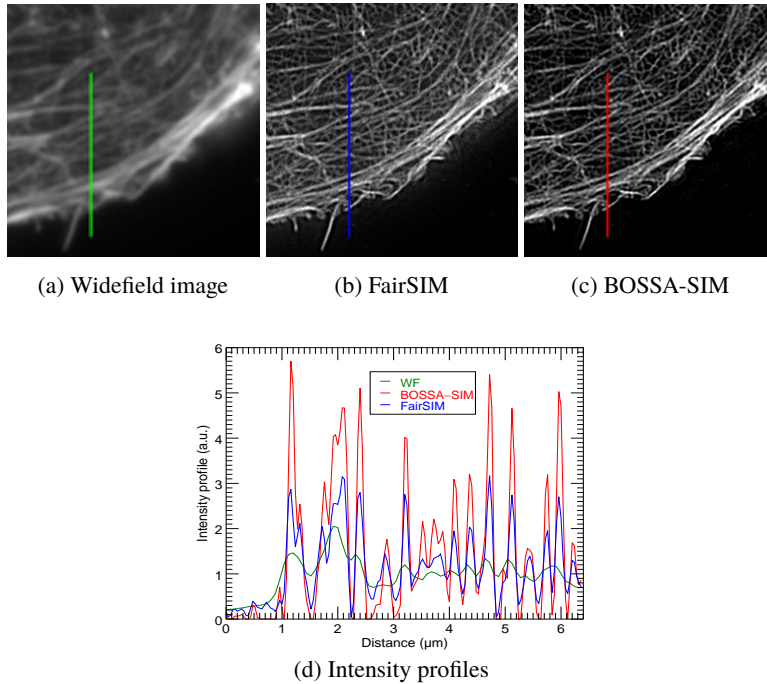 (a) Widefield image
(b) FairSIM
(c) BOSSA-SIM
6
5
4
3
2
1
0
Intensity profile (a.u.)
WF
BOSSA–SIM
FairSIM
0 1 2 3 4 5 6
Distance (µm)
(d) Intensity profiles